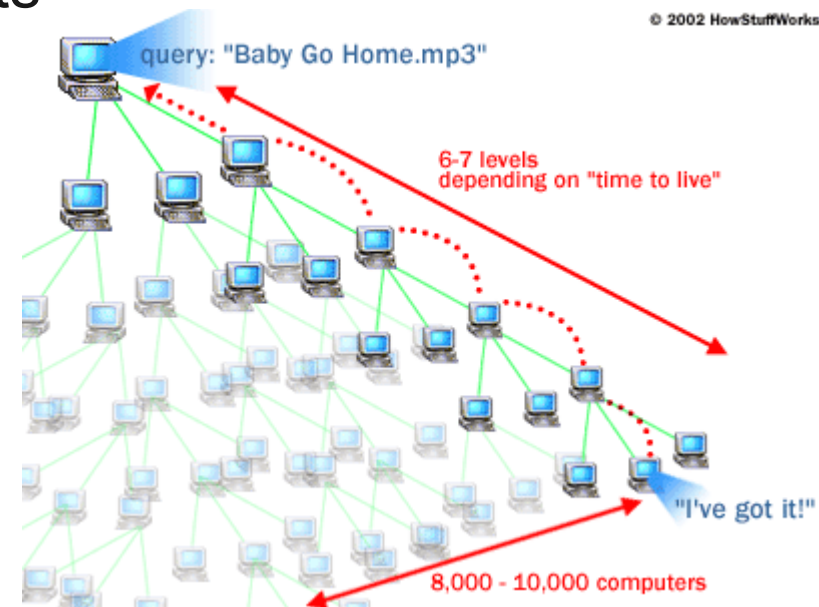 © 2002 HowStuffWorks
query: "Baby Go Home.mp3"
6-7 levels
depending on "time to live"
"I've got it!"
8,000 - 10,000 computers